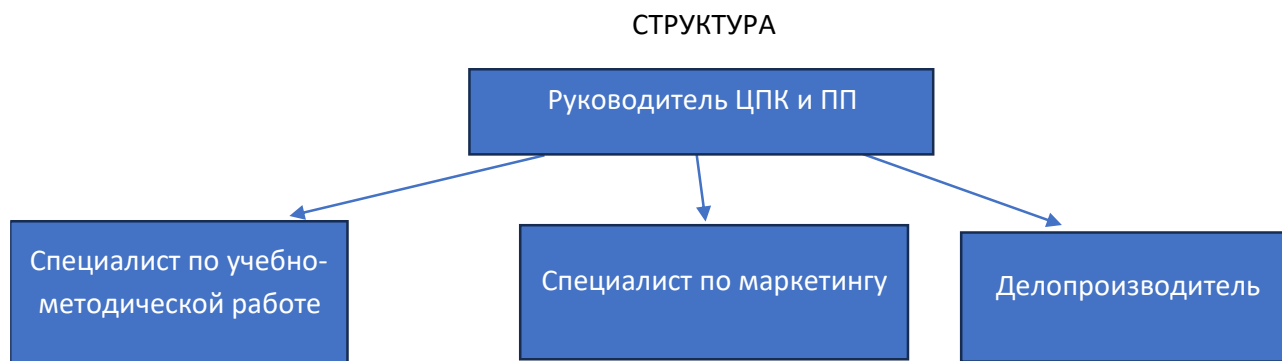 СТРУКТУРА
Руководитель ЦПК и ПП
Специалист по учебно-
методической работе
Специалист по маркетингу
Делопроизводитель